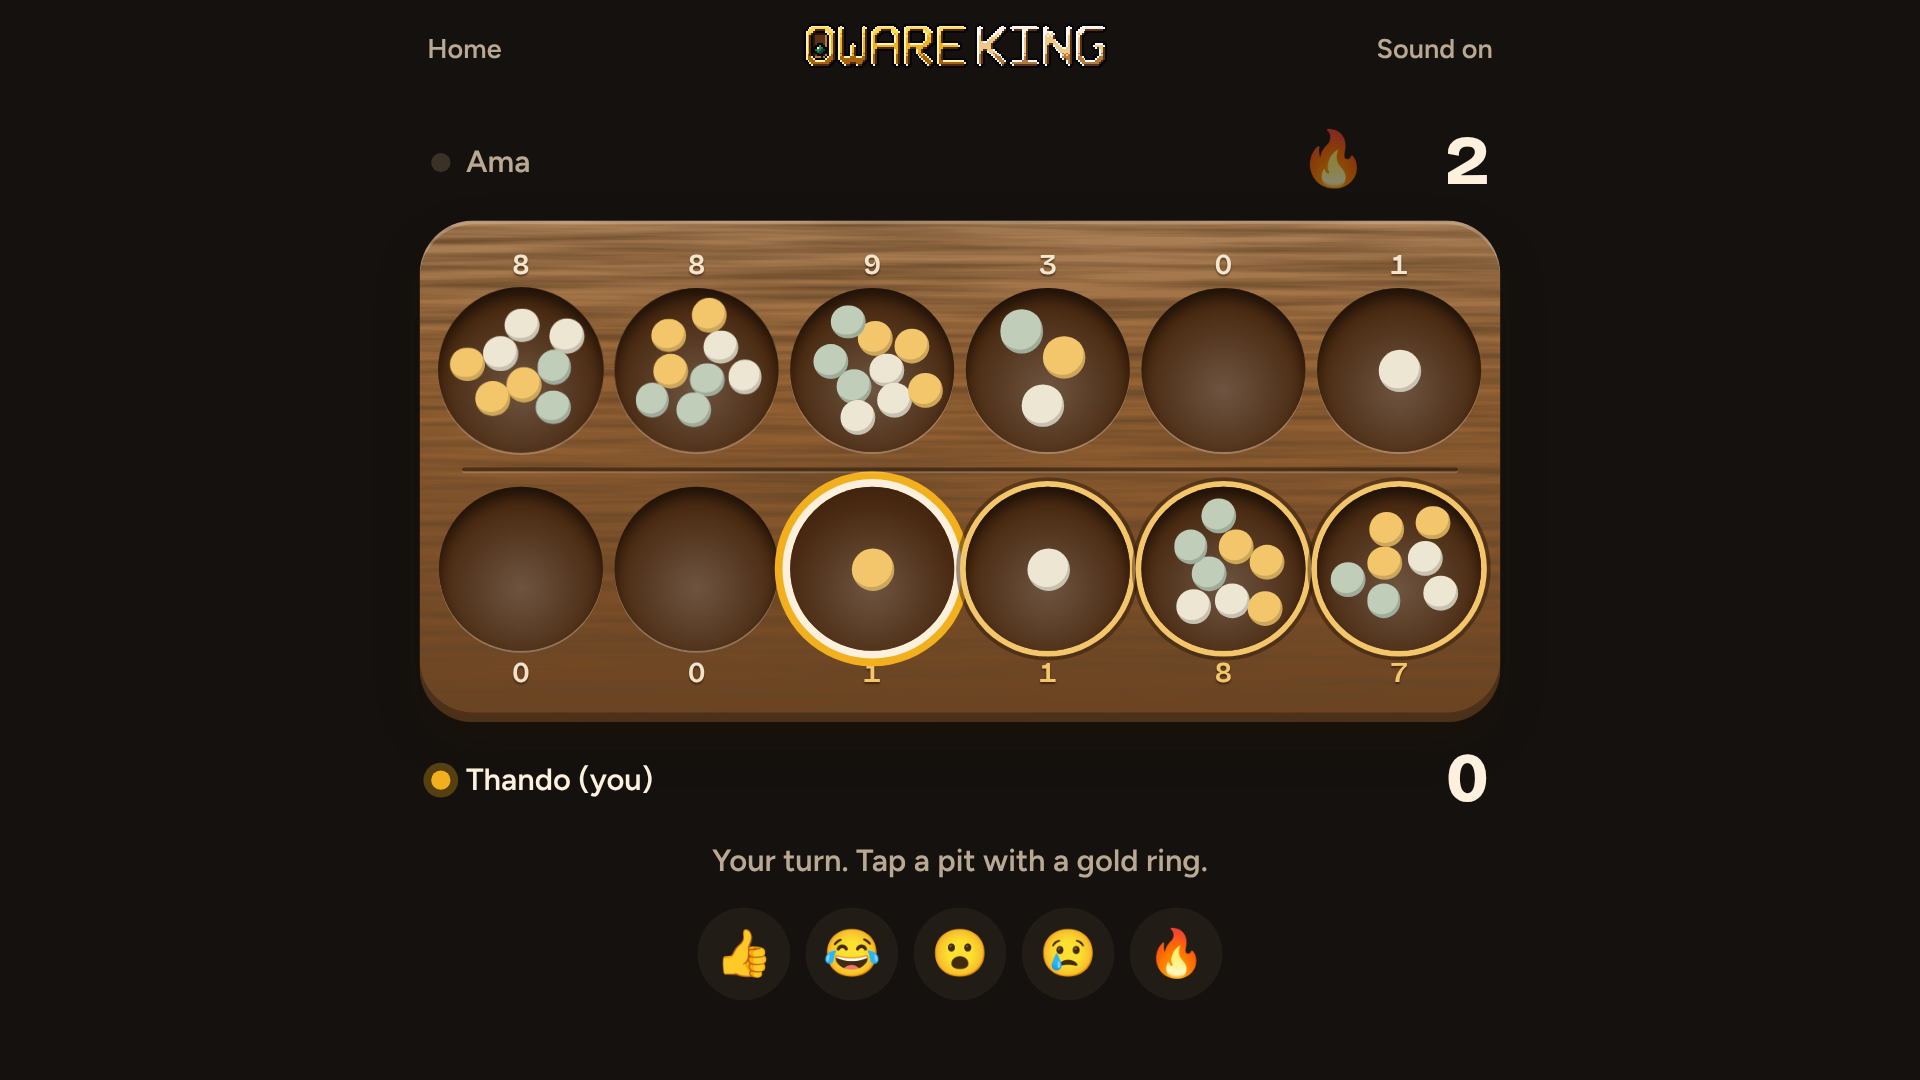 Home
OWARE KING
Sound on
Ama
2
8 8 9 3 0 1
0 0 1 1 8 7
Thando (you)
0
Your turn. Tap a pit with a gold ring.